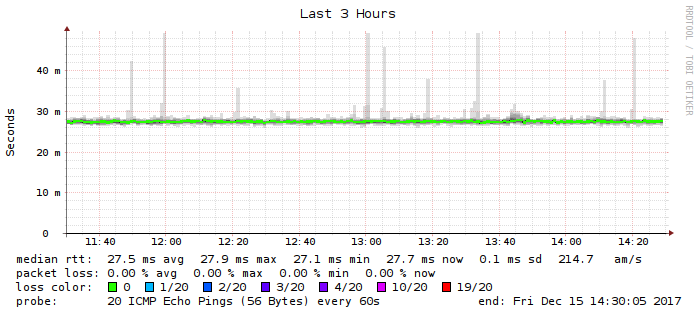 Last 3 Hours
RRDTOOL / TOBI OETIKER
Seconds
40 m
30 m
20 m
10 m
0
11:40 12:00 12:20 12:40 13:00 13:20 13:40 14:00 14:20
median rtt: 27.5 ms avg 27.9 ms max 27.1 ms min 27.7 ms now 0.1 ms sd 214.7 am/s
packet loss: 0.00 % avg 0.00 % max 0.00 % min 0.00 % now
loss color: 0 1/20 2/20 3/20 4/20 10/20 19/20
probe: 20 ICMP Echo Pings (56 Bytes) every 60s end: Fri Dec 15 14:30:05 2017